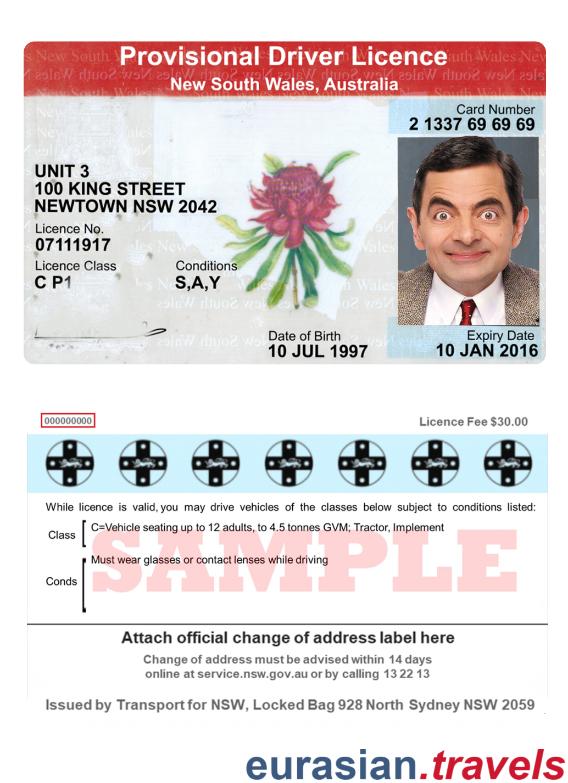 Provisional Driver Licence
New South Wales, Australia
Card Number
2 1337 69 69 69
UNIT 3
100 KING STREET
NEWTOWN NSW 2042
Licence No.
07111917
Licence Class
C P1
Conditions
S,A,Y
Date of Birth
10 JUL 1997
Expiry Date
10 JAN 2016
000000000
Licence Fee $30.00
While licence is valid, you may drive vehicles of the classes below subject to conditions listed:
Class
C=Vehicle seating up to 12 adults, to 4.5 tonnes GVM; Tractor, Implement
SAMPLE
Conds
Must wear glasses or contact lenses while driving
Attach official change of address label here
Change of address must be advised within 14 days
online at service.nsw.gov.au or by calling 13 22 13
Issued by Transport for NSW, Locked Bag 928 North Sydney NSW 2059
eurasian.travels